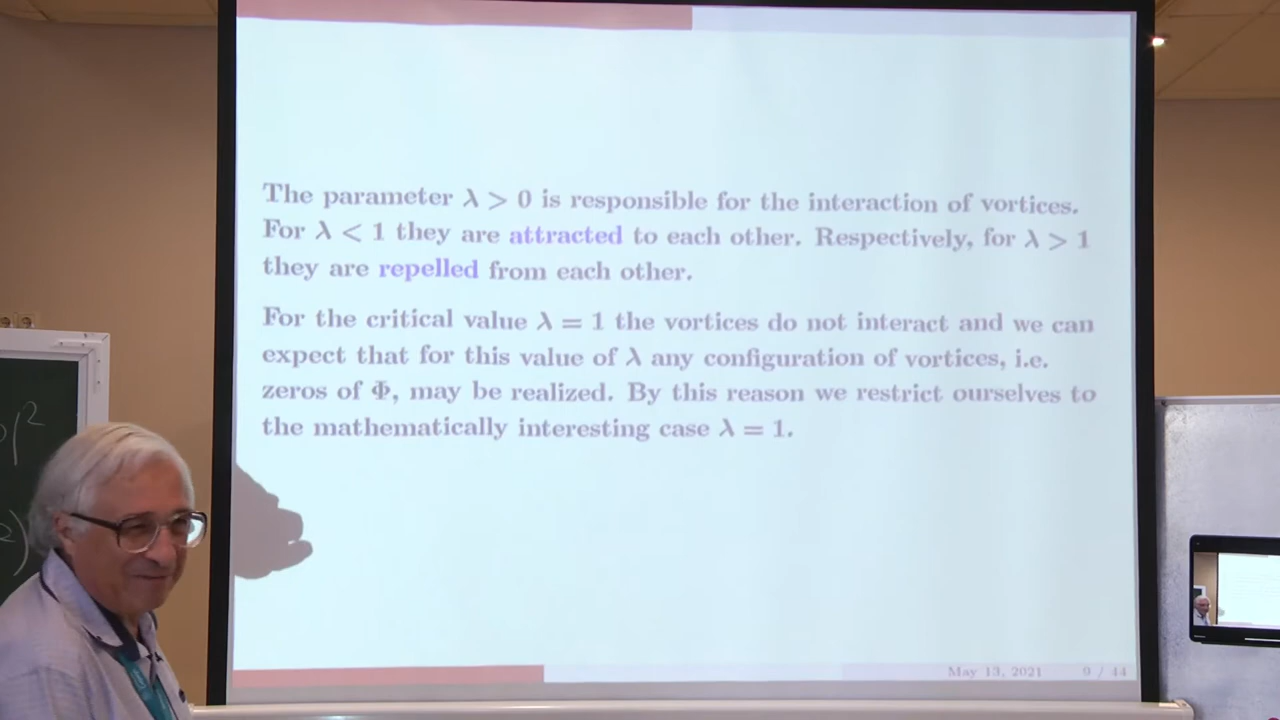 The parameter λ > 0 is responsible for the interaction of vortices.
For λ < 1 they are attracted to each other. Respectively, for λ > 1
they are repelled from each other.
For the critical value λ = 1 the vortices do not interact and we can
expect that for this value of λ any configuration of vortices, i.e.
zeros of Φ, may be realized. By this reason we restrict ourselves to
the mathematically interesting case λ = 1.
May 13, 2021 9 / 44